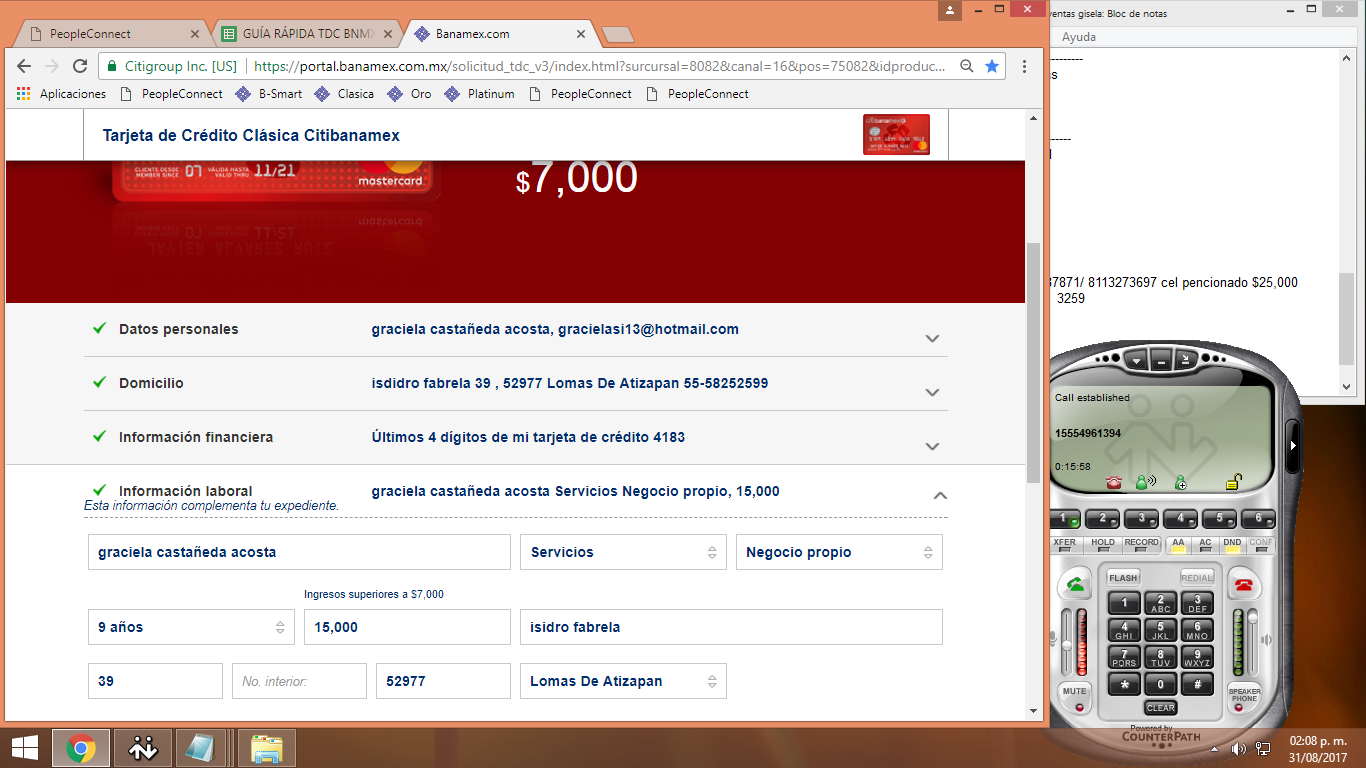 PeopleConnect
GUÍA RÁPIDA TDC BNMX
Banamex.com
Citigroup Inc. [US]
https://portal.banamex.com.mx/solicitud_tdc_v3/index.html?surcursal=8082&canal=16&pos=75082&idproduc...
Aplicaciones
PeopleConnect
B-Smart
Clasica
Oro
Platinum
PeopleConnect
PeopleConnect
Tarjeta de Crédito Clásica Citibanamex
CLIENTE DESDE
MEMBER SINCE 07
VÁLIDA HASTA
VALID THRU 11/21
mastercard.
$7,000
Datos personales
graciela castañeda acosta, gracielasi13@hotmail.com
Domicilio
isdidro fabrela 39 , 52977 Lomas De Atizapan 55-58252599
Información financiera
Últimos 4 dígitos de mi tarjeta de crédito 4183
Información laboral
graciela castañeda acosta Servicios Negocio propio, 15,000
Esta información complementa tu expediente.
graciela castañeda acosta
Servicios
Negocio propio
Ingresos superiores a $7,000
9 años
15,000
isidro fabrela
39
No. interior:
52977
Lomas De Atizapan
ventas gisela: Bloc de notas
Ayuda
37871/ 8113273697 cel pencionado $25,000
3259
Call established
15554961394
0:15:58
1 2 3 4 5 6
XFER HOLD RECORD AA AC DND CONF
FLASH REDIAL
1 2 ABC 3 DEF
4 GHI 5 JKL 6 MNO
7 PQRS 8 TUV 9 WXYZ
* 0 #
MUTE
CLEAR
SPEAKER PHONE
Powered by
COUNTERPATH
02:08 p. m.
31/08/2017